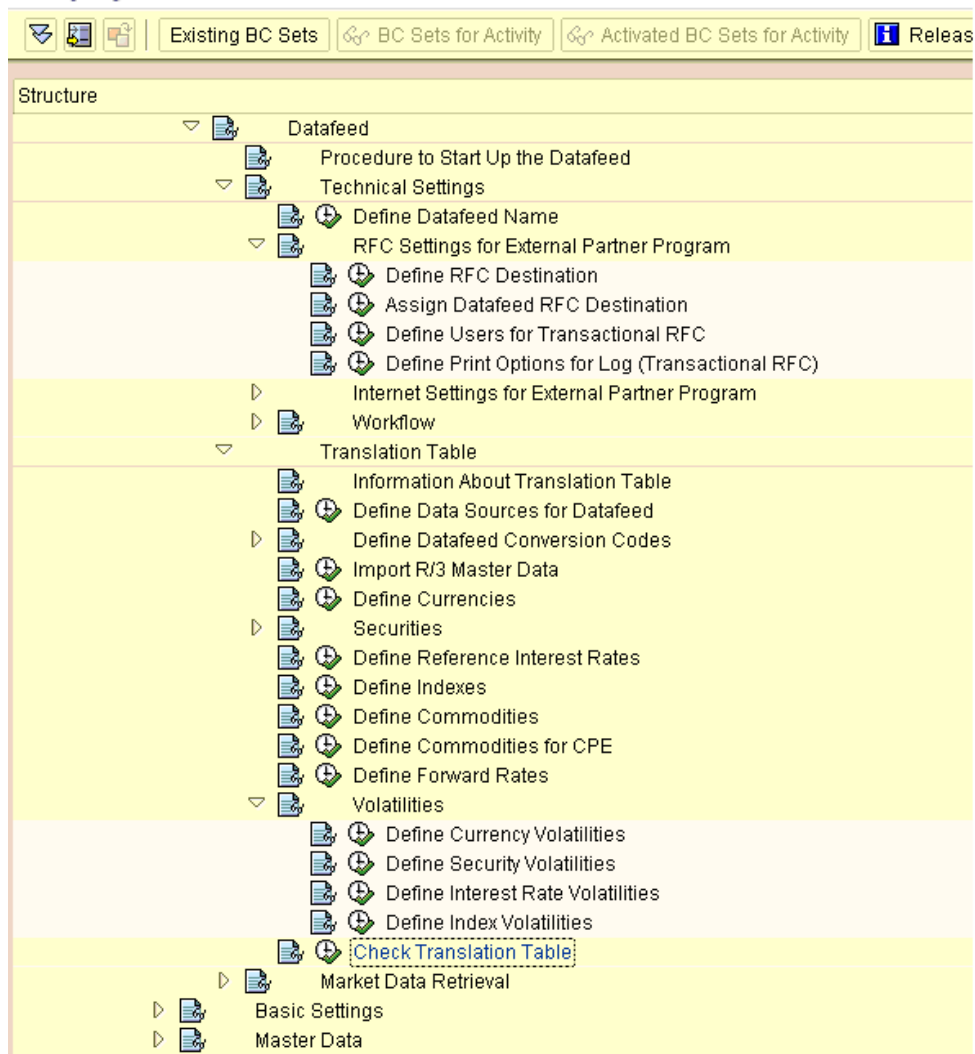 Existing BC Sets BC Sets for Activity Activated BC Sets for Activity Releas
Structure
Datafeed
Procedure to Start Up the Datafeed
Technical Settings
Define Datafeed Name
RFC Settings for External Partner Program
Define RFC Destination
Assign Datafeed RFC Destination
Define Users for Transactional RFC
Define Print Options for Log (Transactional RFC)
Internet Settings for External Partner Program
Workflow
Translation Table
Information About Translation Table
Define Data Sources for Datafeed
Define Datafeed Conversion Codes
Import R/3 Master Data
Define Currencies
Securities
Define Reference Interest Rates
Define Indexes
Define Commodities
Define Commodities for CPE
Define Forward Rates
Volatilities
Define Currency Volatilities
Define Security Volatilities
Define Interest Rate Volatilities
Define Index Volatilities
Check Translation Table
Market Data Retrieval
Basic Settings
Master Data